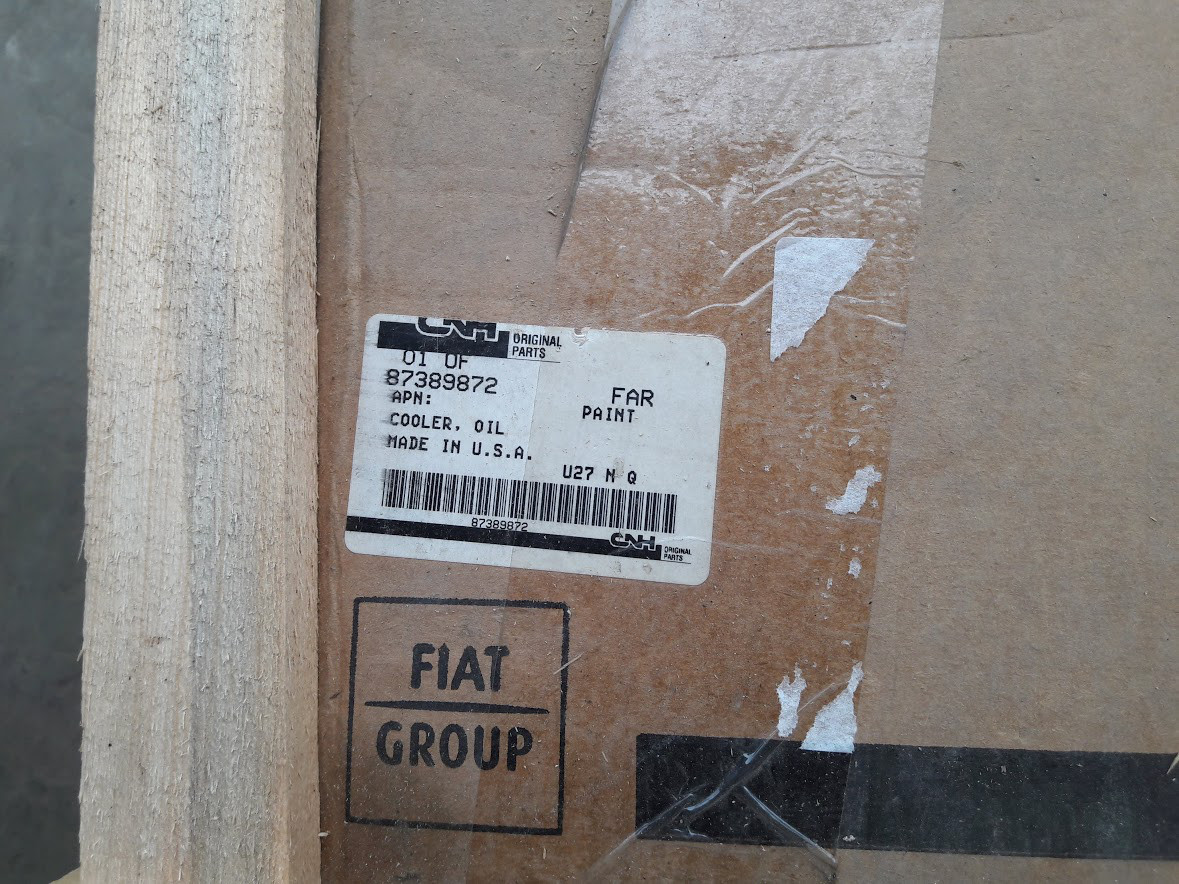 CNH ORIGINAL
PARTS
01 OF
87389872
APN:
FAR
PAINT
COOLER, OIL
MADE IN U.S.A.
U27 N Q
87389872
CNH ORIGINAL
PARTS
FIAT
GROUP